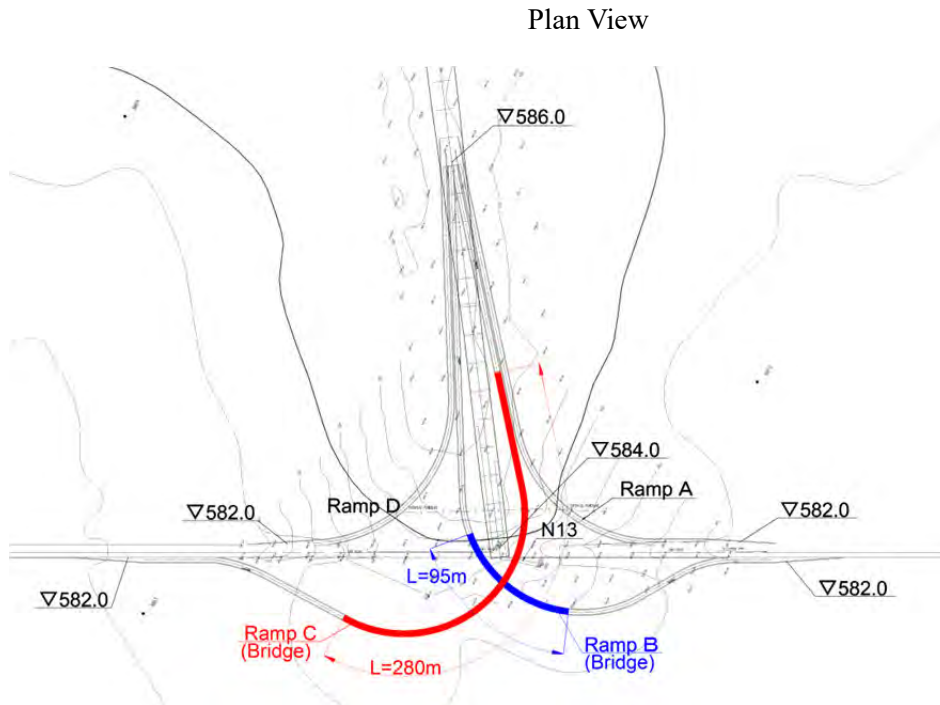 Plan View
▽586.0
▽584.0
Ramp A
Ramp D
▽582.0
▽582.0
N13
L=95m
▽582.0
▽582.0
Ramp C
(Bridge)
Ramp B
(Bridge)
L=280m